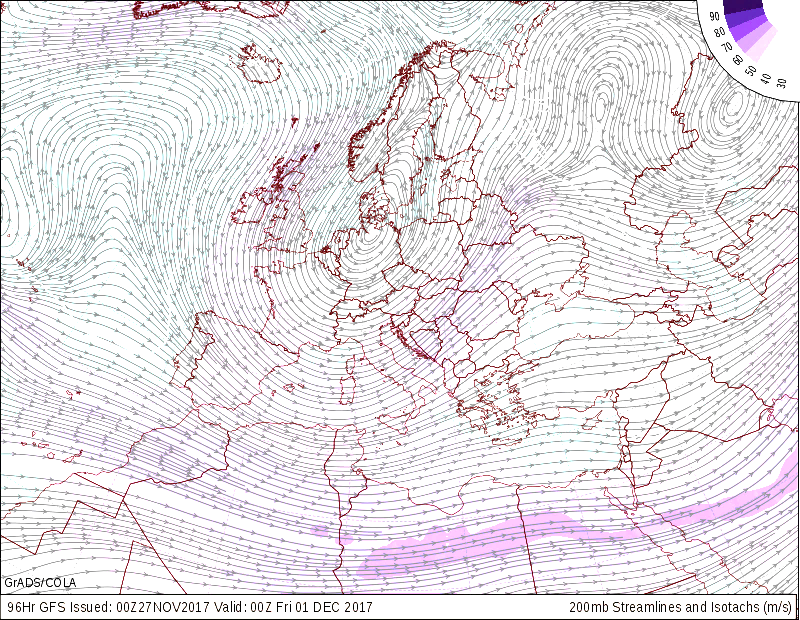 90
80
70
60
50
40
30
GrADS/COLA
96Hr GFS Issued: 00Z27NOV2017 Valid: 00Z Fri 01 DEC 2017
200mb Streamlines and Isotachs (m/s)